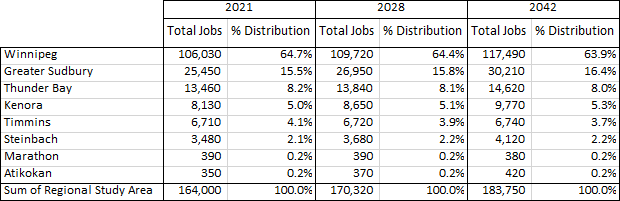 2021 2028 2042
Total Jobs % Distribution Total Jobs % Distribution Total Jobs % Distribution
Winnipeg 106,030 64.7% 109,720 64.4% 117,490 63.9%
Greater Sudbury 25,450 15.5% 26,950 15.8% 30,210 16.4%
Thunder Bay 13,460 8.2% 13,840 8.1% 14,620 8.0%
Kenora 8,130 5.0% 8,650 5.1% 9,770 5.3%
Timmins 6,710 4.1% 6,720 3.9% 6,740 3.7%
Steinbach 3,480 2.1% 3,680 2.2% 4,120 2.2%
Marathon 390 0.2% 390 0.2% 380 0.2%
Atikokan 350 0.2% 370 0.2% 420 0.2%
Sum of Regional Study Area 164,000 100.0% 170,320 100.0% 183,750 100.0%